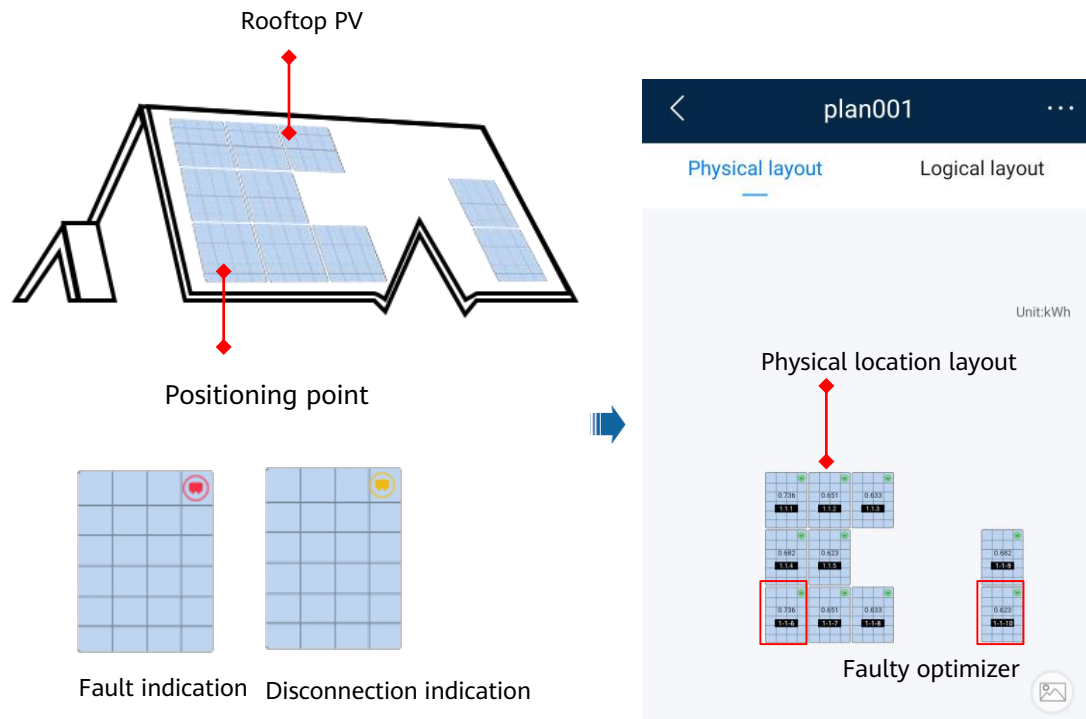 Rooftop PV
Positioning point
Fault indication
Disconnection indication
plan001
Physical layout
Logical layout
Unit:kWh
Physical location layout
0.736
0.651
0.633
1.1.1
1.1.2
1.1.3
0.682
0.623
1.1.4
1.1.5
0.682
1-1-9
0.736
0.651
0.633
1-1-6
1-1-7
1-1-8
0.623
1-1-10
Faulty optimizer